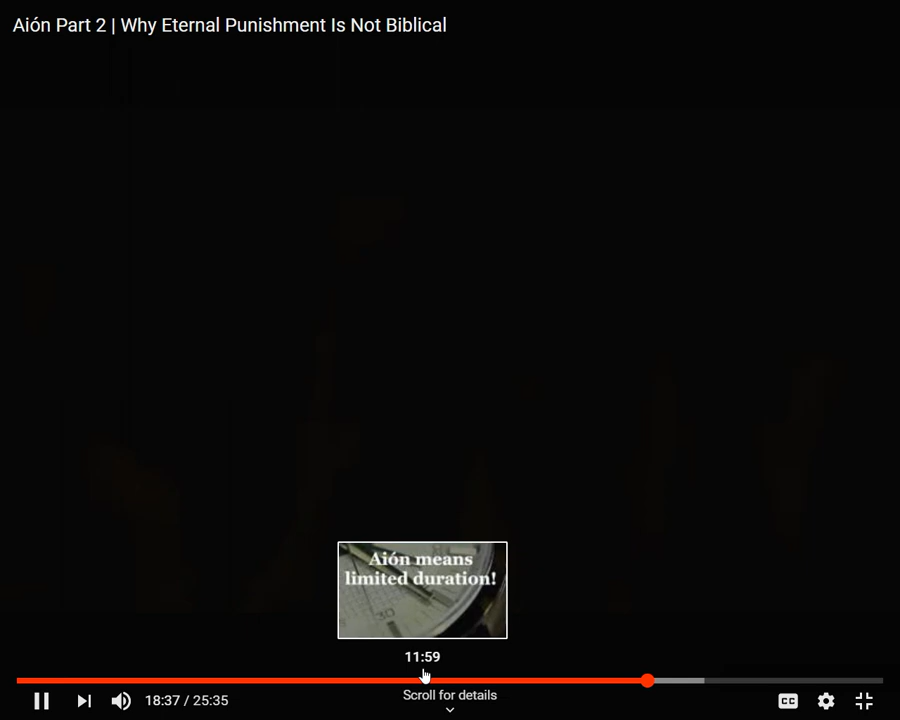 Aión Part 2 | Why Eternal Punishment Is Not Biblical
Aión means
limited duration!
30
11:59
18:37 / 25:35
Scroll for details
CC